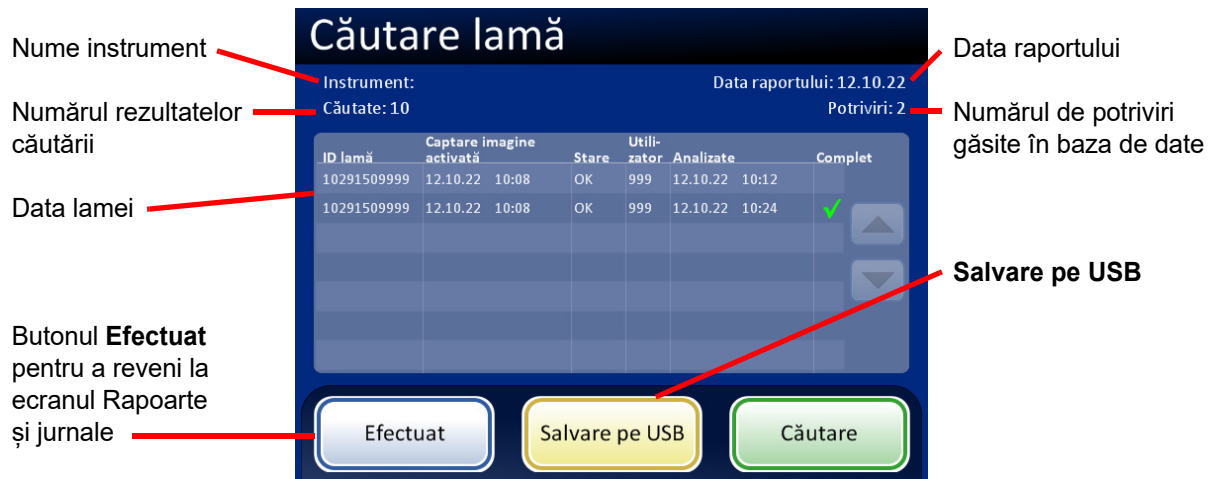 Căutare lamă
Nume instrument
Data raportului
Instrument:
Data raportului: 12.10.22
Numărul rezultatelor
căutării
Căutate: 10
Potriviri: 2
Numărul de potriviri
găsite în baza de date
ID lamă
Captare imagine
activată
Stare
Utili-
zator
Analizate
Complet
10291509999 12.10.22 10:08 OK 999 12.10.22 10:12
Data lamei
10291509999 12.10.22 10:08 OK 999 12.10.22 10:24 ✓
Salvare pe USB
Butonul Efectuat
pentru a reveni la
ecranul Rapoarte
și jurnale
Efectuat
Salvare pe USB
Căutare